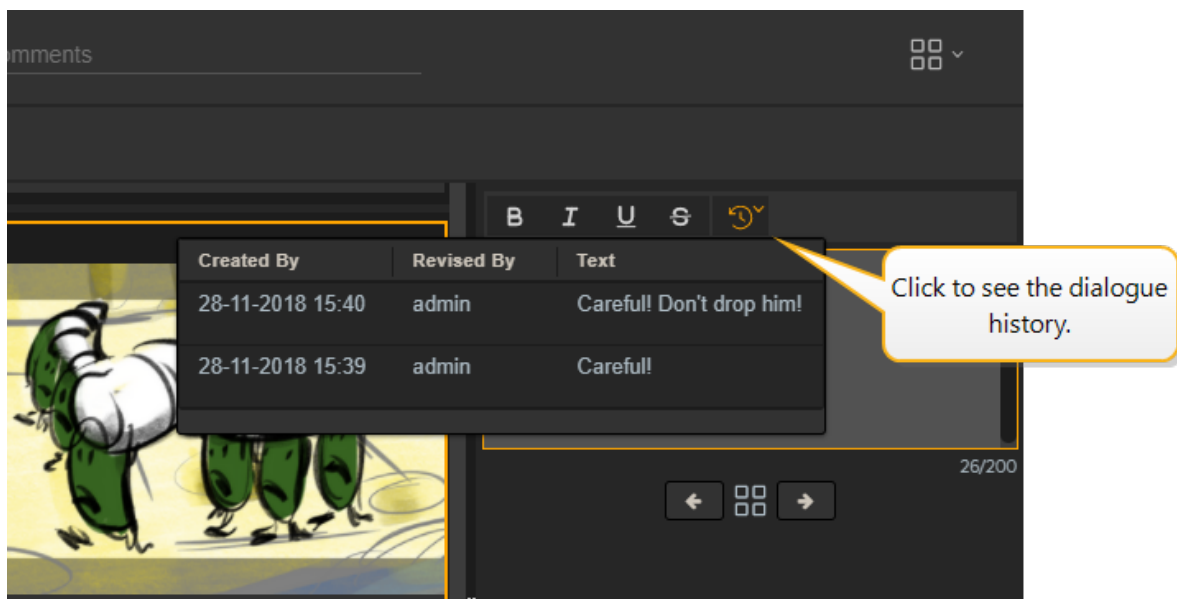 omments
B I U S
Created By Revised By Text
28-11-2018 15:40 admin Careful! Don't drop him!
28-11-2018 15:39 admin Careful!
Click to see the dialogue
history.
26/200